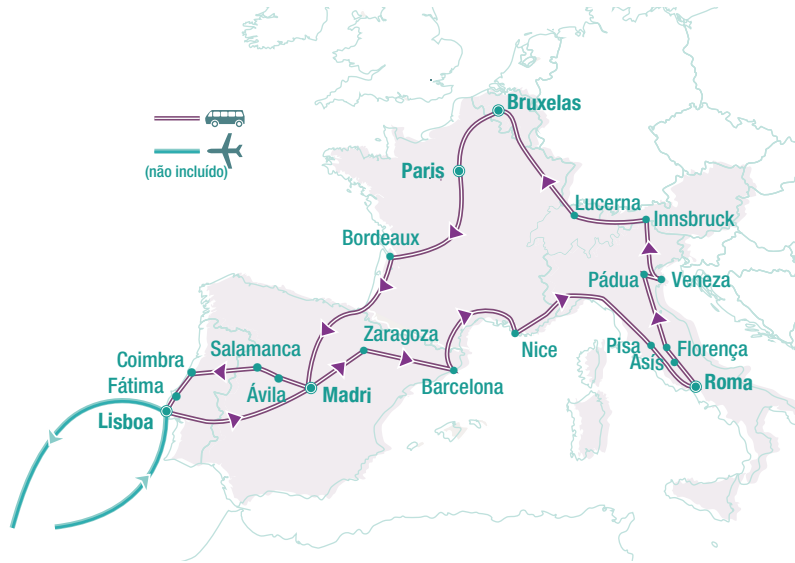 Bruxelas
(não incluído)
Paris
Lucerna
Innsbruck
Bordeaux
Pádua
Veneza
Zaragoza
Nice
Pisa
Florença
Asís
Roma
Coimbra
Salamanca
Fátima
Ávila
Madri
Barcelona
Lisboa